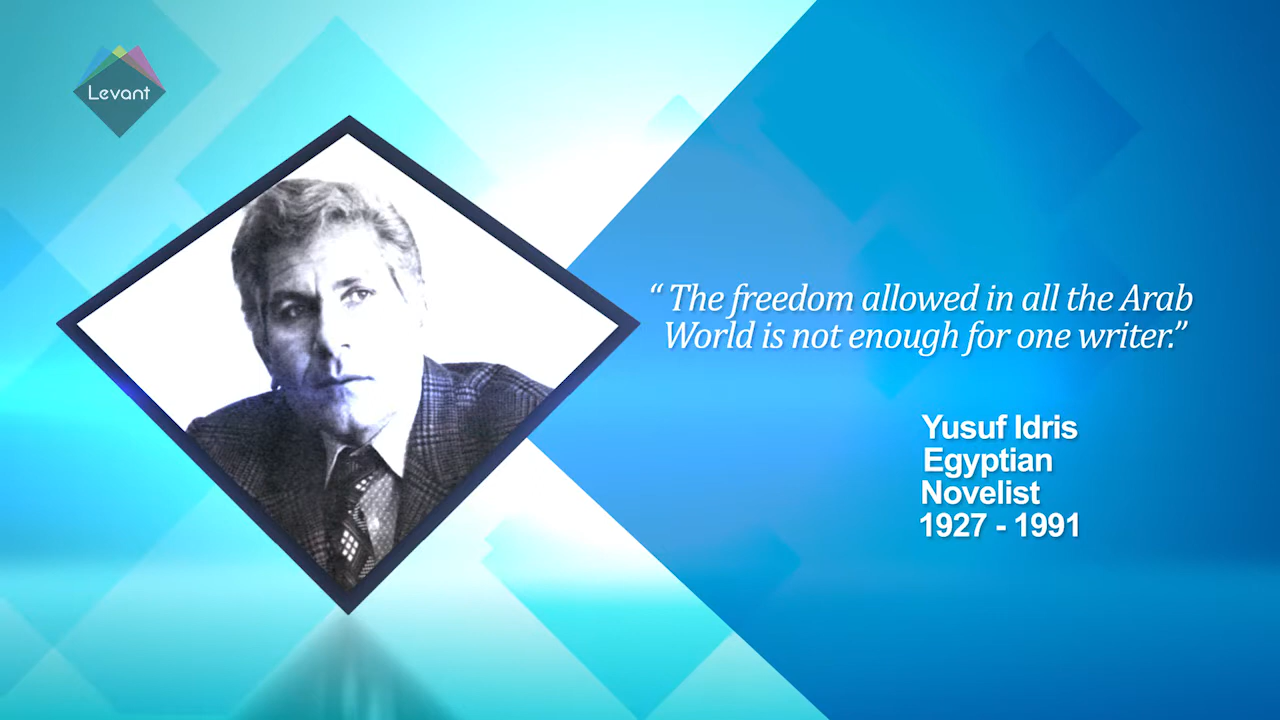 Levant
“ The freedom allowed in all the Arab
World is not enough for one writer.”
Yusuf Idris
Egyptian
Novelist
1927 - 1991